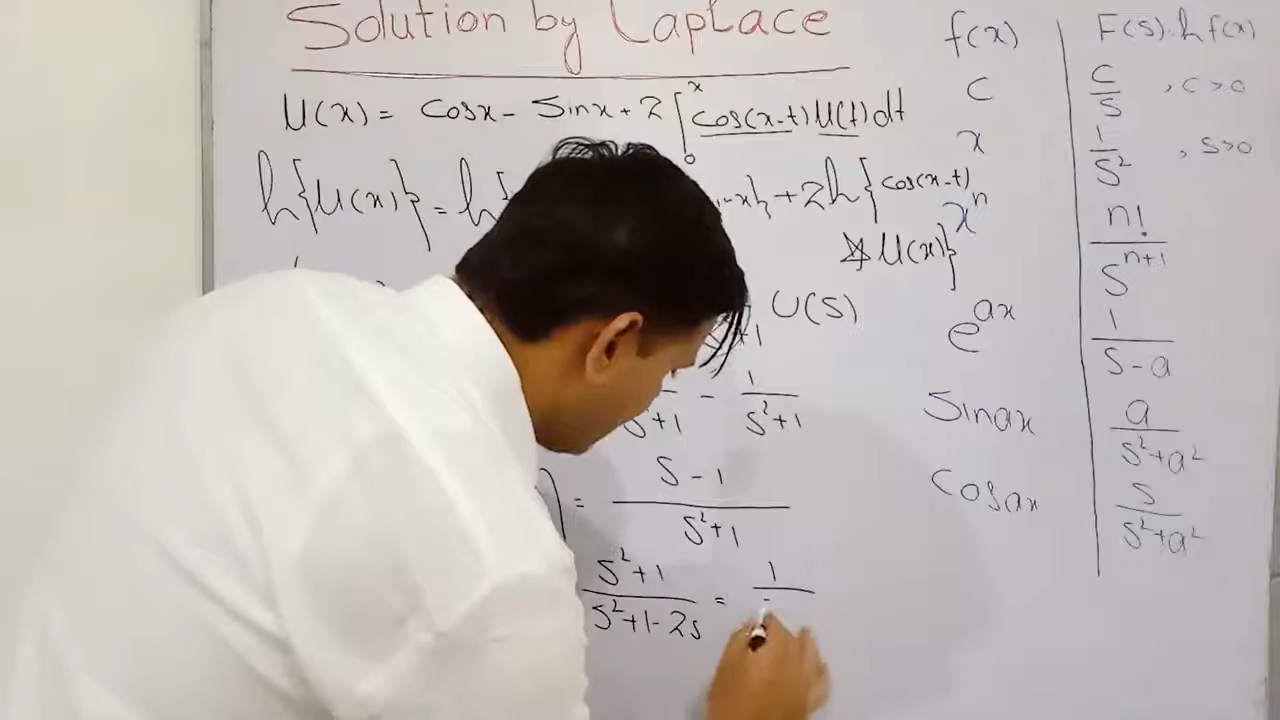 Solution by Laplace
U(x) = Cosx - Sinx + 2 ∫₀ˣ cos(x-t) U(t) dt
h{U(x)} = h{ -x} + 2h{cos(x-t)
* U(x)}
+1 U(S)
S²+1 - 1/(S²+1)
) = (S-1)/(S²+1)
(S²+1)/(S²+1-2s) = 1
f(x) | F(s). h f(x)
C | C/S , C>0
x | 1/S² , S>0
xⁿ | n!/Sⁿ⁺¹
eᵃˣ | 1/(S-a)
Sinax | a/(S²+a²)
Cosax | S/(S²+a²)